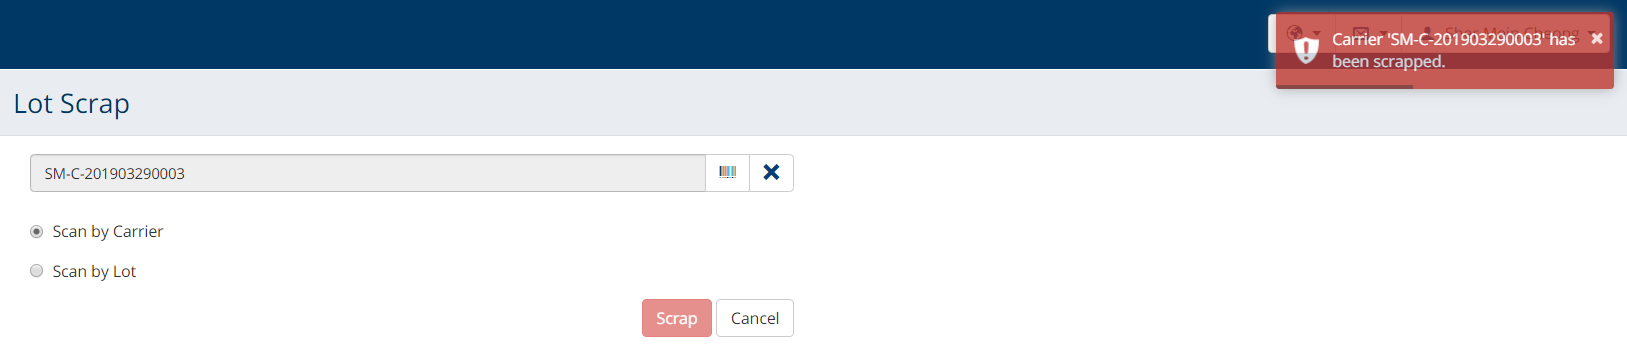 Carrier 'SM-C-201903290003' has
been scrapped.
Lot Scrap
SM-C-201903290003
Scan by Carrier
Scan by Lot
Scrap Cancel